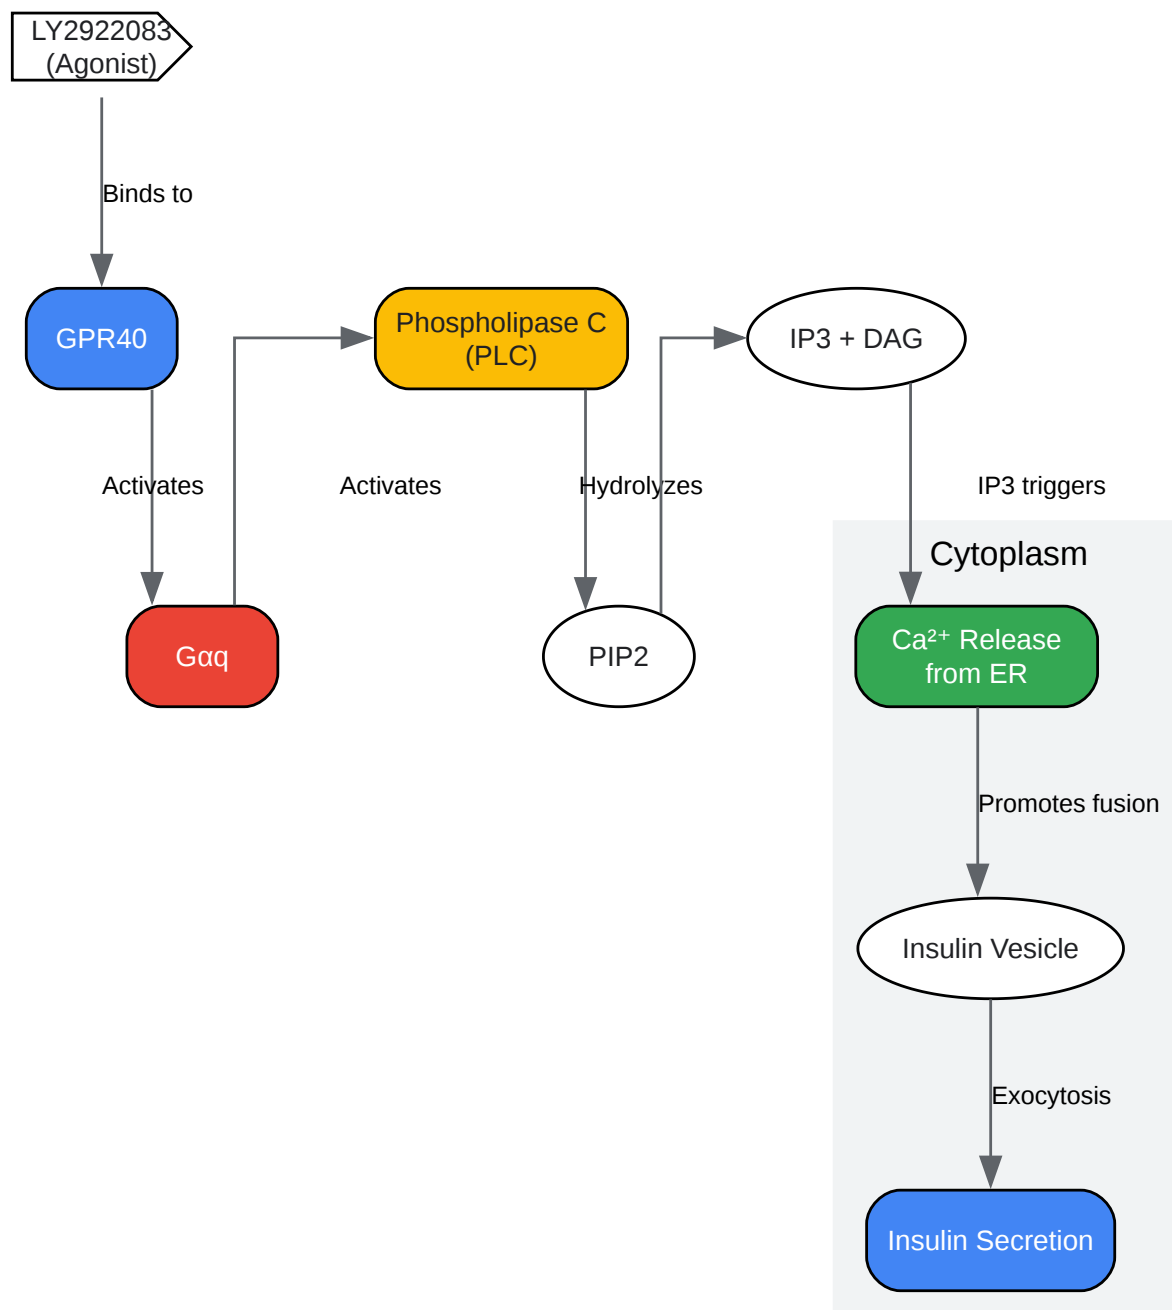 LY2922083
(Agonist)
Binds to
GPR40
Phospholipase C
(PLC)
IP3 + DAG
Activates
Activates
Hydrolyzes
IP3 triggers
Cytoplasm
Gαq
PIP2
Ca²⁺ Release
from ER
Promotes fusion
Insulin Vesicle
Exocytosis
Insulin Secretion